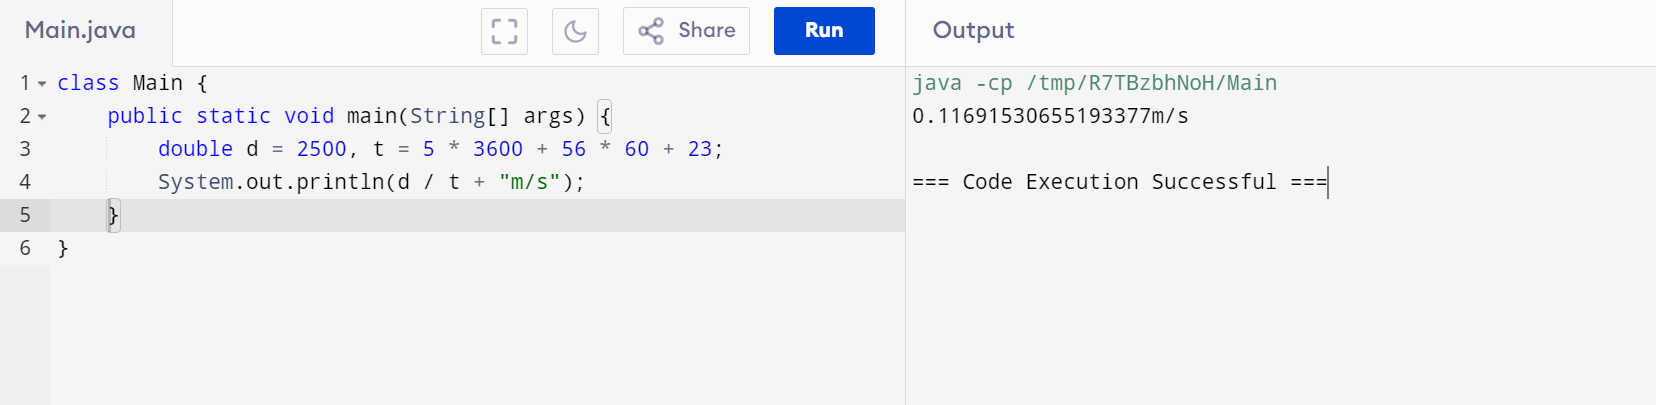 Main.java
Share
Run
Output
1 class Main {
2     public static void main(String[] args) {
3         double d = 2500, t = 5 * 3600 + 56 * 60 + 23;
4         System.out.println(d / t + "m/s");
5     }
6 }
java -cp /tmp/R7TBzbhNoH/Main
0.11691530655193377m/s
=== Code Execution Successful ===